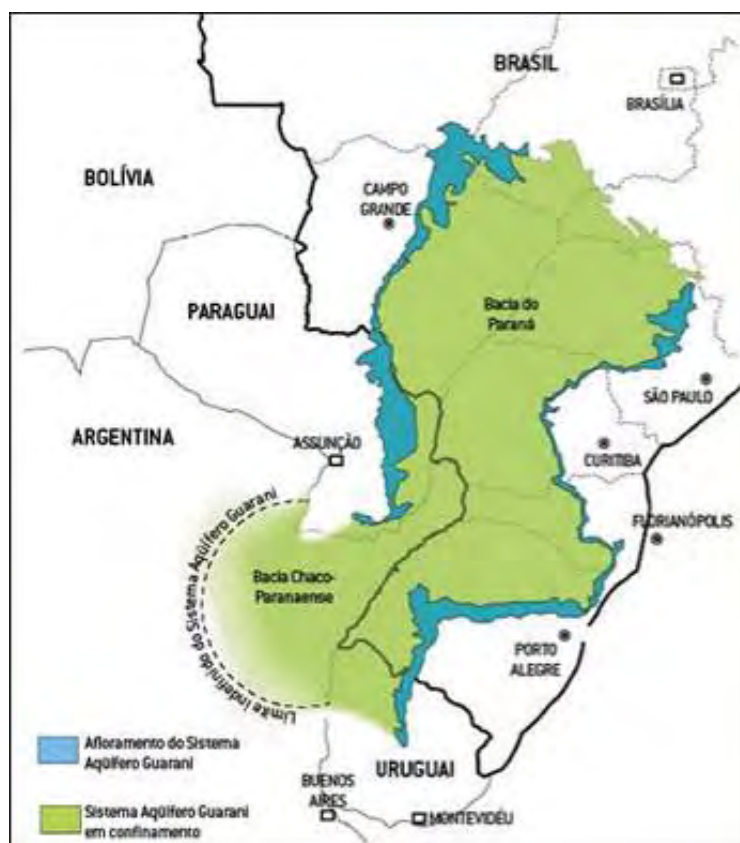 BRASIL
BRASÍLIA
BOLÍVIA
CAMPO
GRANDE
PARAGUAI
Bacia do
Paraná
SÃO PAULO
ARGENTINA
ASSUNÇÃO
CURITIBA
FLORIANÓPOLIS
Limite indefinido do Sistema Aqüífero Guarani
Bacia Chaco-
Paranaense
PORTO
ALEGRE
Afloramento do Sistema
Aqüífero Guarani
URUGUAI
BUENOS
AIRES
MONTEVIDÉU
Sistema Aqüífero Guarani
em confinamento